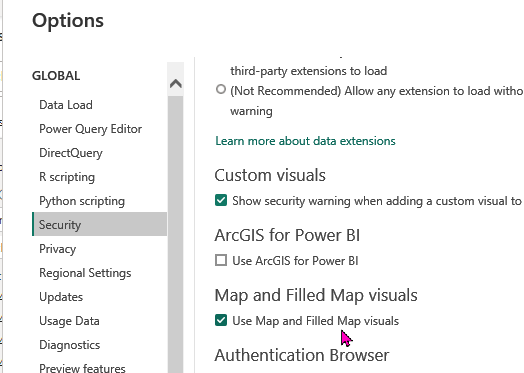 Options
GLOBAL
Data Load
Power Query Editor
DirectQuery
R scripting
Python scripting
Security
Privacy
Regional Settings
Updates
Usage Data
Diagnostics
Preview features
third-party extensions to load
(Not Recommended) Allow any extension to load witho
warning
Learn more about data extensions
Custom visuals
Show security warning when adding a custom visual to
ArcGIS for Power BI
Use ArcGIS for Power BI
Map and Filled Map visuals
Use Map and Filled Map visuals
Authentication Browser